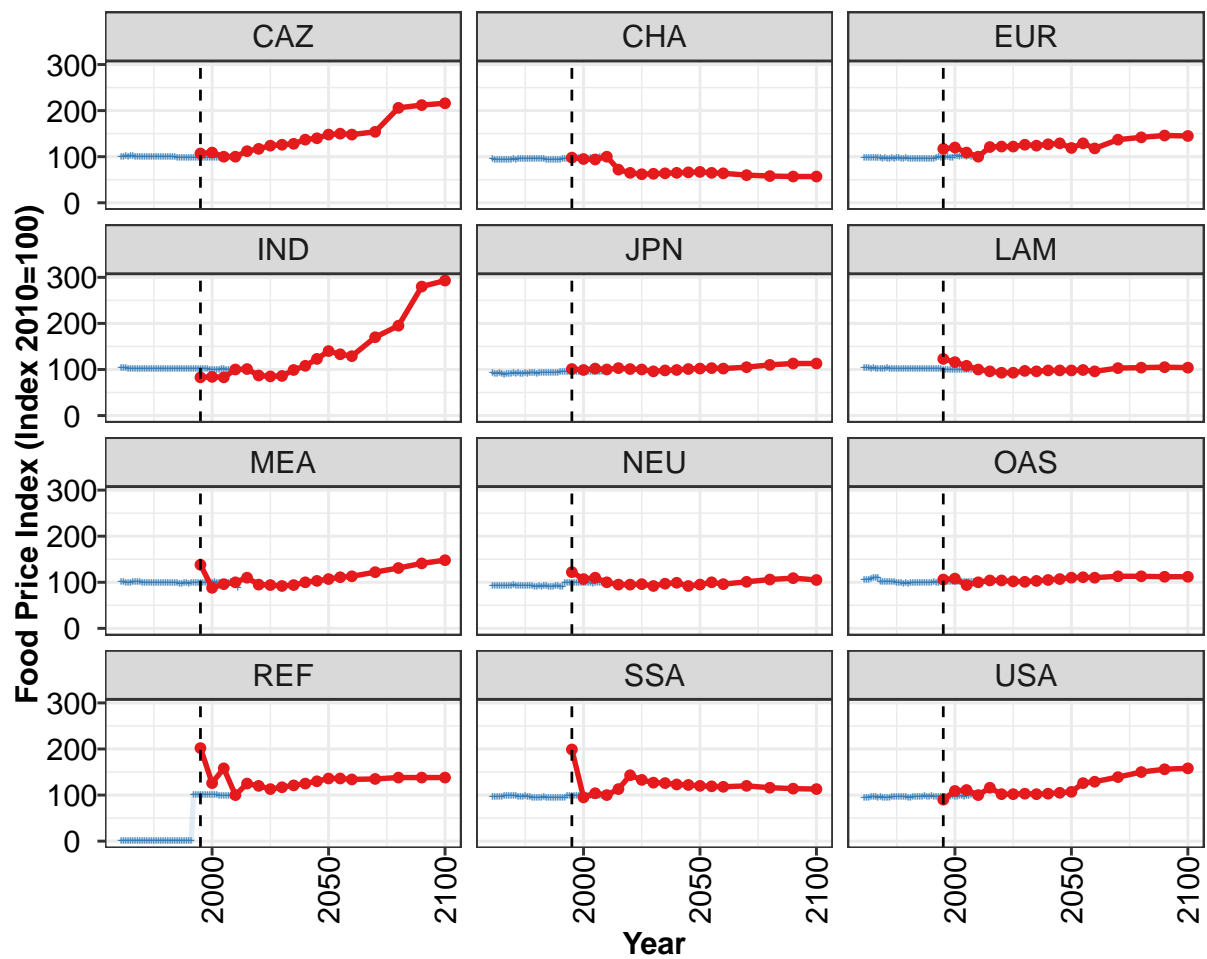 CAZ CHA EUR
300
200
100
0
IND JPN LAM
300
200
100
0
MEA NEU OAS
300
200
100
0
REF SSA USA
300
200
100
0
2000 2050 2100 2000 2050 2100 2000 2050 2100
Year
Food Price Index (Index 2010=100)